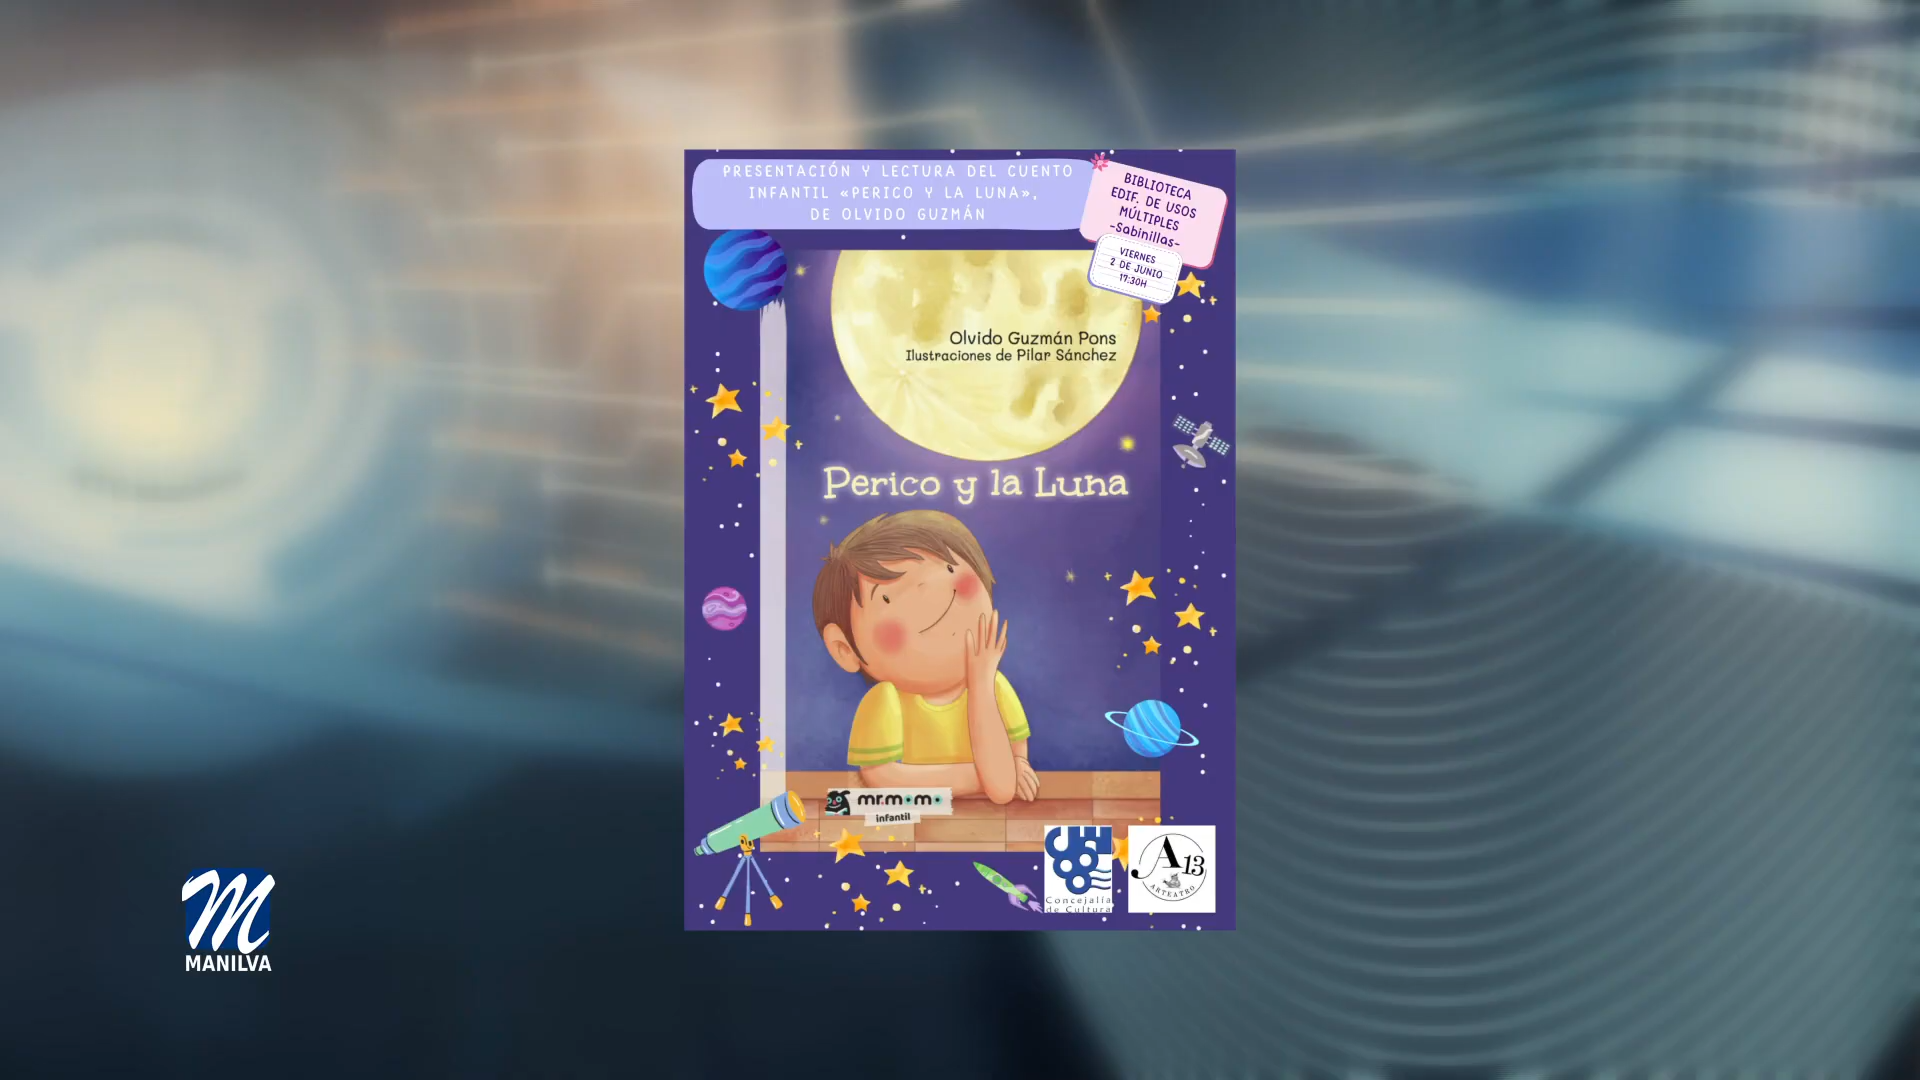 PRESENTACIÓN Y LECTURA DEL CUENTO
INFANTIL «PERICO Y LA LUNA»,
DE OLVIDO GUZMÁN
BIBLIOTECA
EDIF. DE USOS
MÚLTIPLES
-Sabinillas-
VIERNES
2 DE JUNIO
17:30H
Olvido Guzmán Pons
Ilustraciones de Pilar Sánchez
Perico y la Luna
mr.momo
infantil
Concejalía
de Cultura
A13
ARTEATRO
M
MANILVA